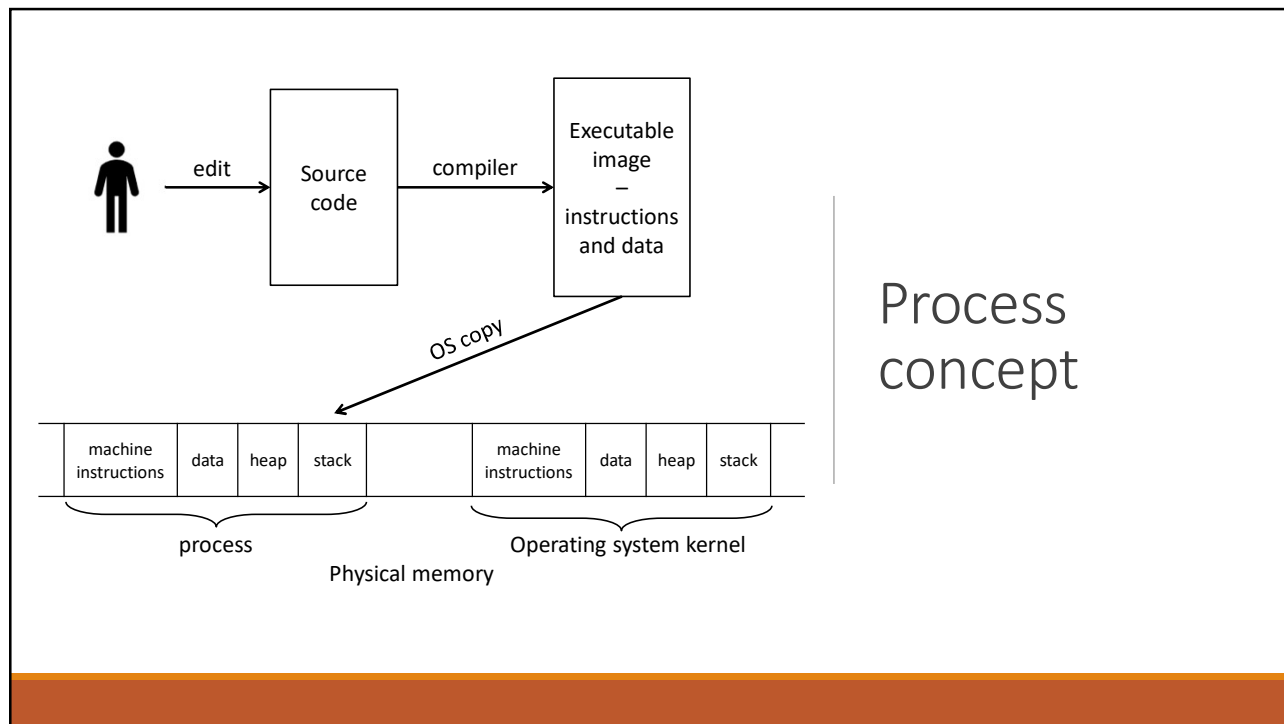 edit
Source
code
compiler
Executable
image
–
instructions
and data
OS copy
machine
instructions
data
heap
stack
machine
instructions
data
heap
stack
process
Operating system kernel
Physical memory
Process
concept